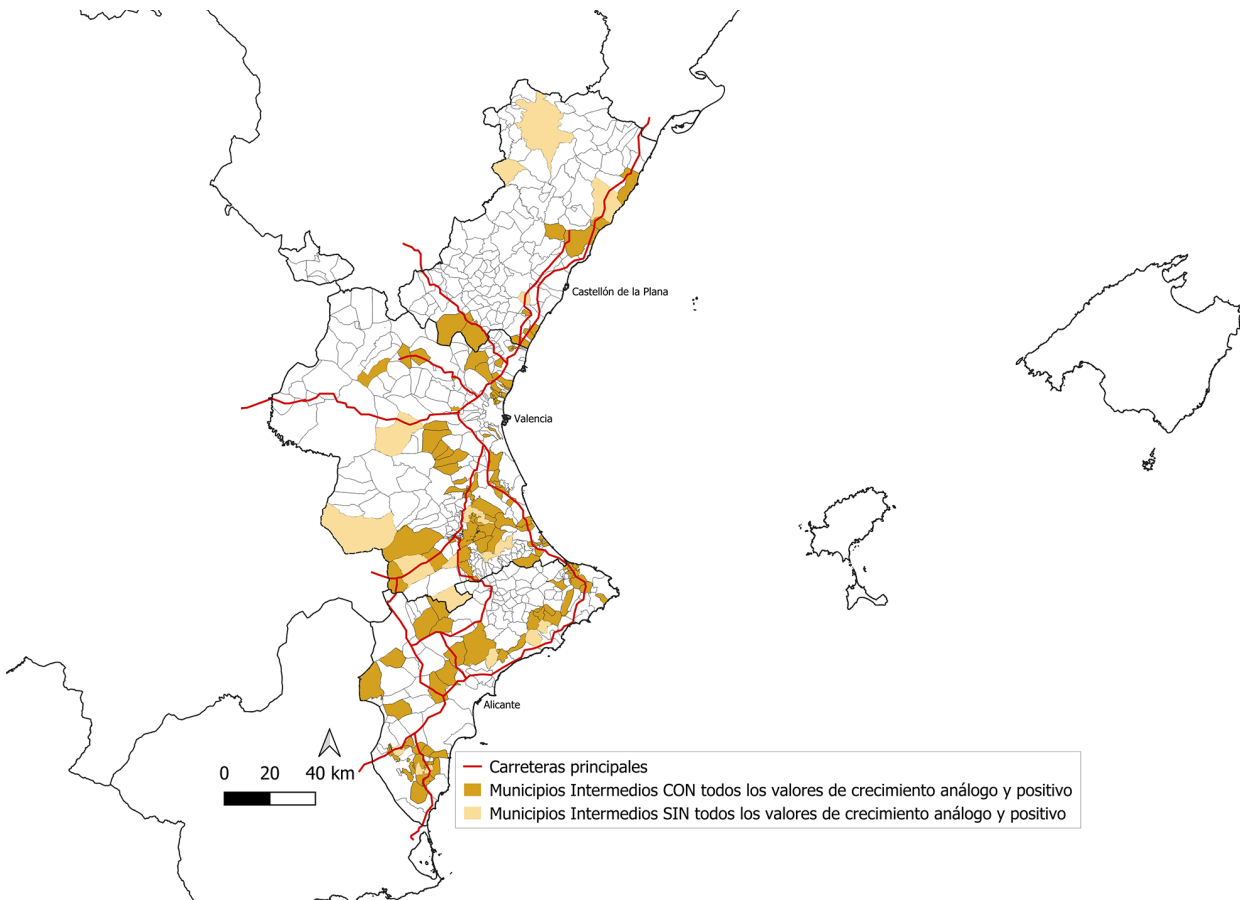 Castellón de la Plana
Valencia
Alicante
0 20 40 km
Carreteras principales
Municipios Intermedios CON todos los valores de crecimiento análogo y positivo
Municipios Intermedios SIN todos los valores de crecimiento análogo y positivo